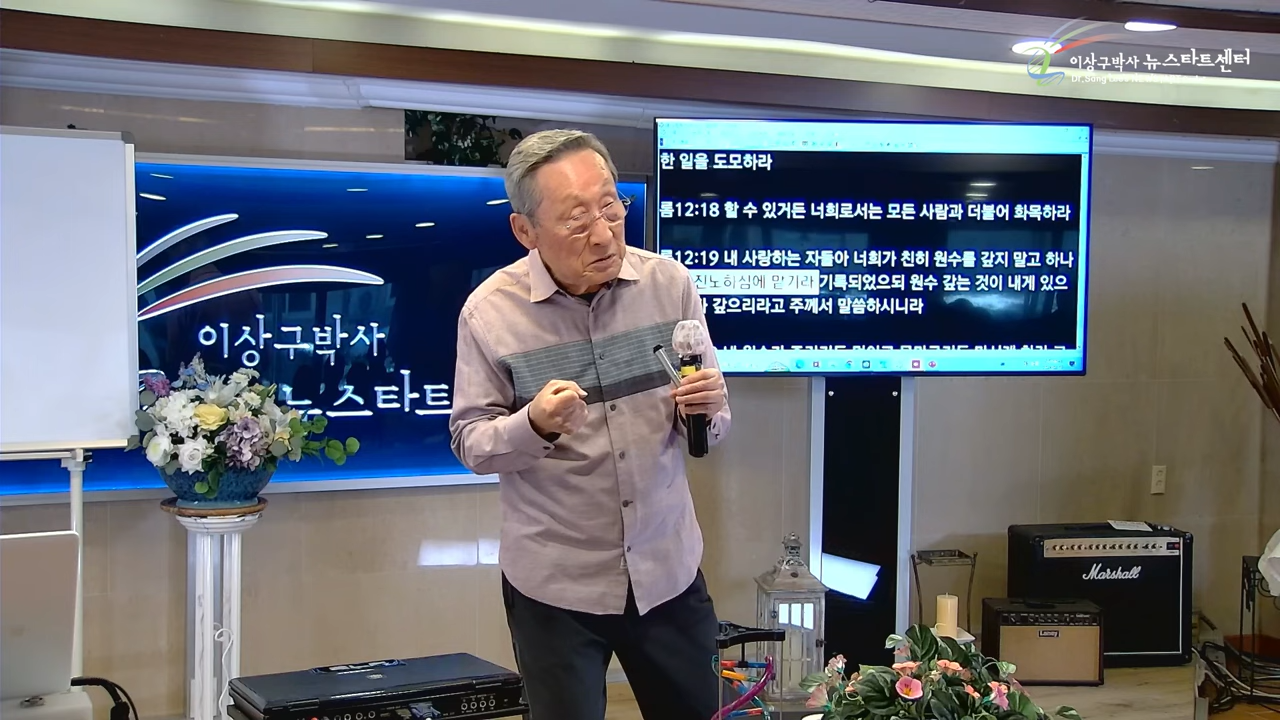 이상구박사 뉴스타트센터
한 일을 도모하라
롬12:18 할 수 있거든 너희로서는 모든 사람과 더불어 화목하라
롬12:19 내 사랑하는 자들아 너희가 친히 원수를 갚지 말고 하나
진노하심에 맡기라 기록되었으되 원수 갚는 것이 내게 있으
갚으리라고 주께서 말씀하시니라
이상구박사
뉴스타트
Marshall
Laney